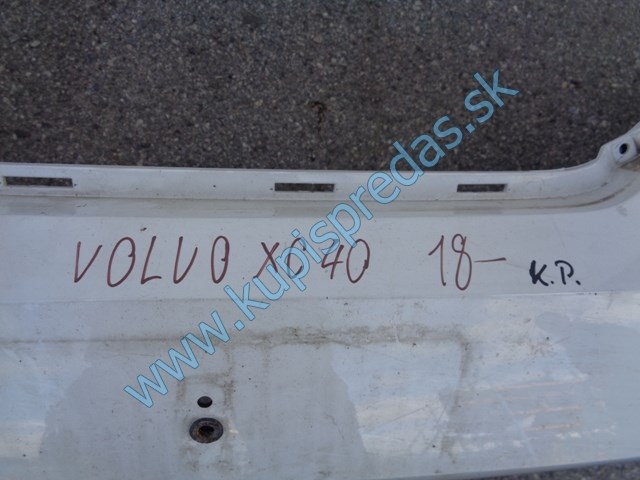 VOLVO XC40 18- K.P.
www.kupispredas.sk